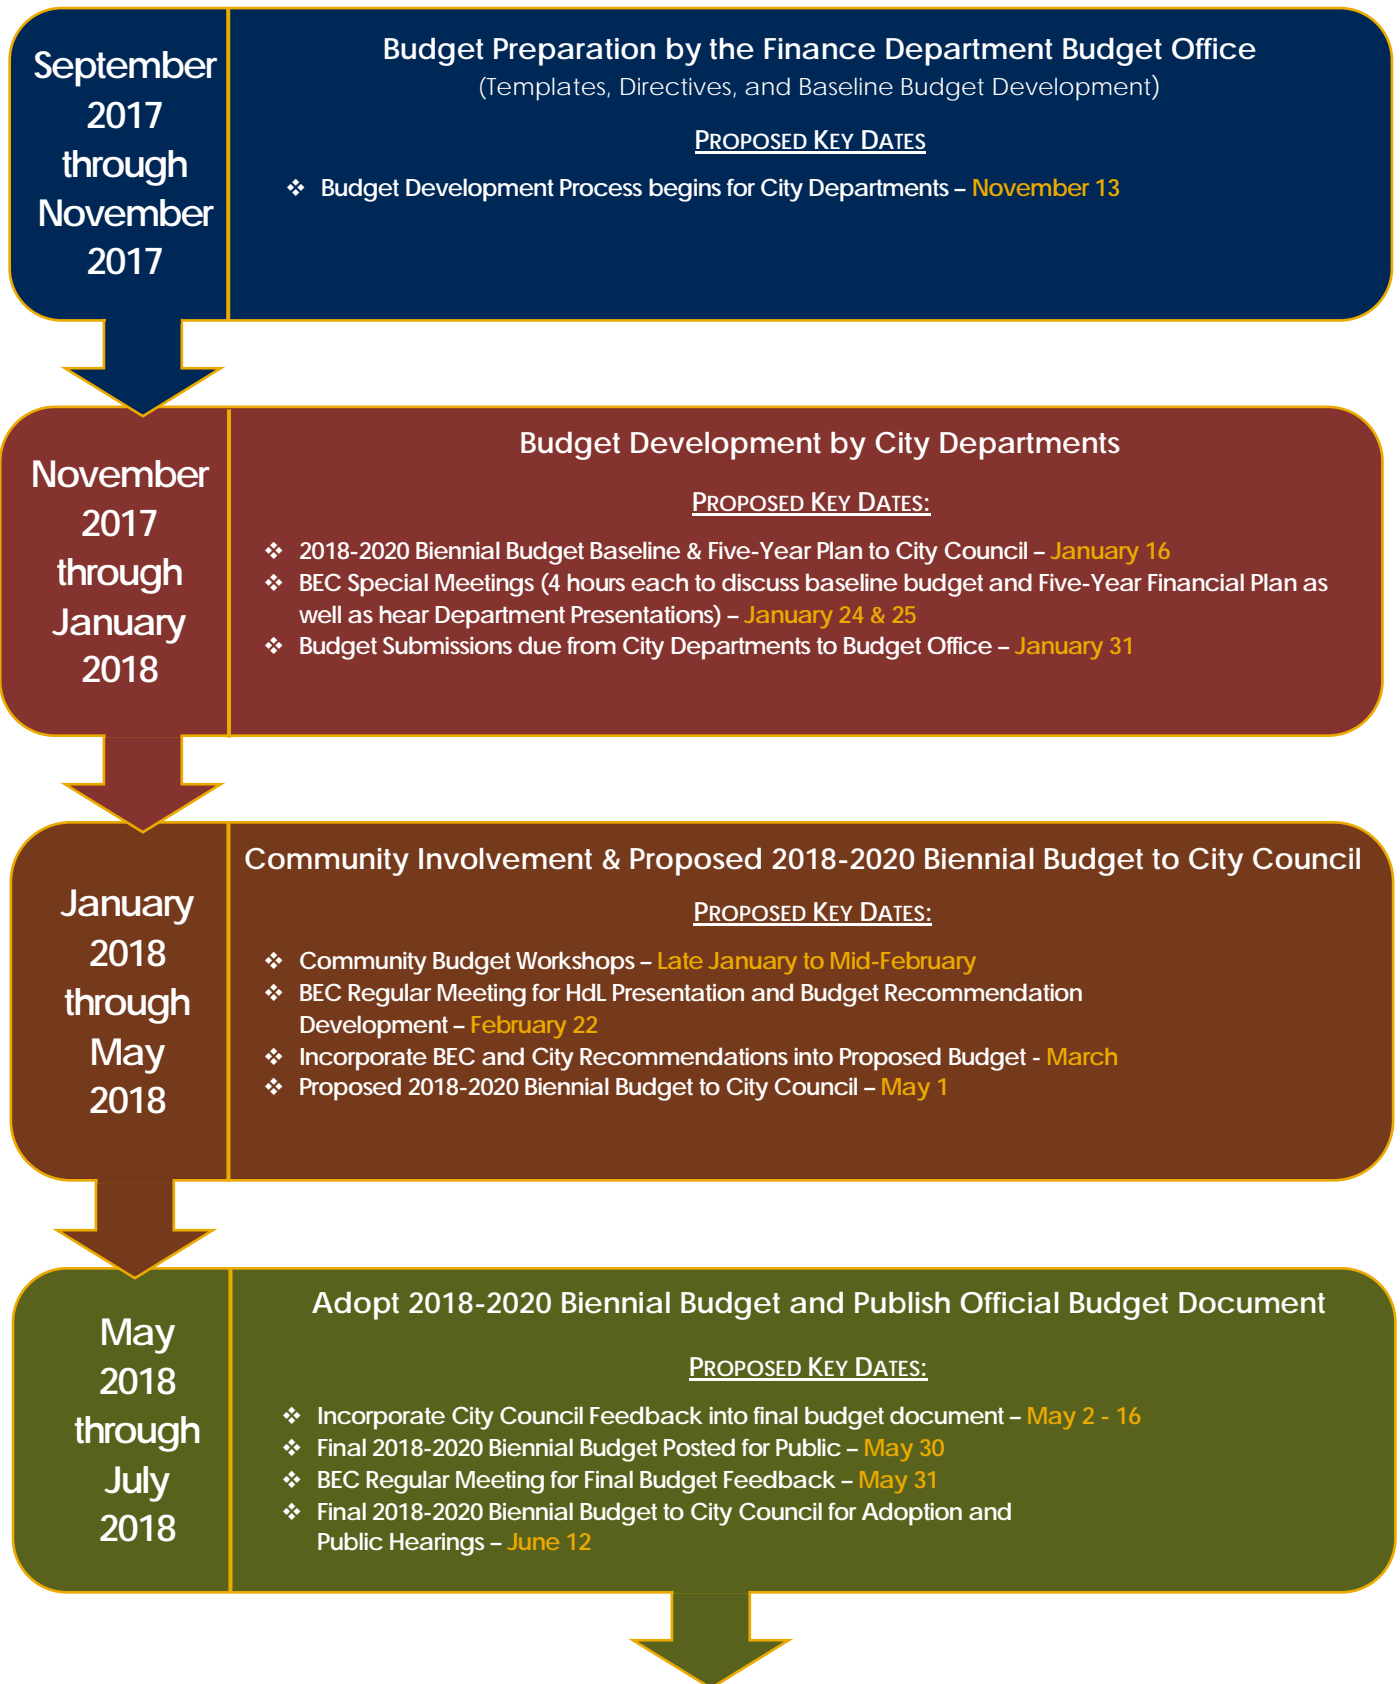 September
2017
through
November
2017
Budget Preparation by the Finance Department Budget Office
(Templates, Directives, and Baseline Budget Development)
PROPOSED KEY DATES
❖ Budget Development Process begins for City Departments – November 13
November
2017
through
January
2018
Budget Development by City Departments
PROPOSED KEY DATES:
❖ 2018-2020 Biennial Budget Baseline & Five-Year Plan to City Council – January 16
❖ BEC Special Meetings (4 hours each to discuss baseline budget and Five-Year Financial Plan as
well as hear Department Presentations) – January 24 & 25
❖ Budget Submissions due from City Departments to Budget Office – January 31
January
2018
through
May
2018
Community Involvement & Proposed 2018-2020 Biennial Budget to City Council
PROPOSED KEY DATES:
❖ Community Budget Workshops – Late January to Mid-February
❖ BEC Regular Meeting for HdL Presentation and Budget Recommendation
Development – February 22
❖ Incorporate BEC and City Recommendations into Proposed Budget - March
❖ Proposed 2018-2020 Biennial Budget to City Council – May 1
May
2018
through
July
2018
Adopt 2018-2020 Biennial Budget and Publish Official Budget Document
PROPOSED KEY DATES:
❖ Incorporate City Council Feedback into final budget document – May 2 - 16
❖ Final 2018-2020 Biennial Budget Posted for Public – May 30
❖ BEC Regular Meeting for Final Budget Feedback – May 31
❖ Final 2018-2020 Biennial Budget to City Council for Adoption and
Public Hearings – June 12